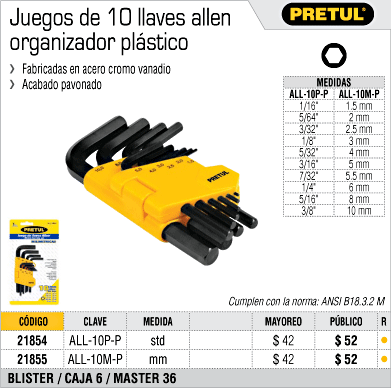 Juegos de 10 llaves allen
organizador plástico
PRETUL®
Fabricadas en acero cromo vanadio
Acabado pavonado
MEDIDAS
ALL-10P-P ALL-10M-P
1/16" 1.5 mm
5/64" 2 mm
3/32" 2.5 mm
1/8" 3 mm
5/32" 4 mm
3/16" 5 mm
7/32" 5.5 mm
1/4" 6 mm
5/16" 8 mm
3/8" 10 mm
PRETUL
PRETUL
Cumplen con la norma: ANSI B18.3.2 M
CÓDIGO CLAVE MEDIDA MAYOREO PÚBLICO R
21854 ALL-10P-P std $ 42 $ 52
21855 ALL-10M-P mm $ 42 $ 52
BLISTER / CAJA 6 / MASTER 36